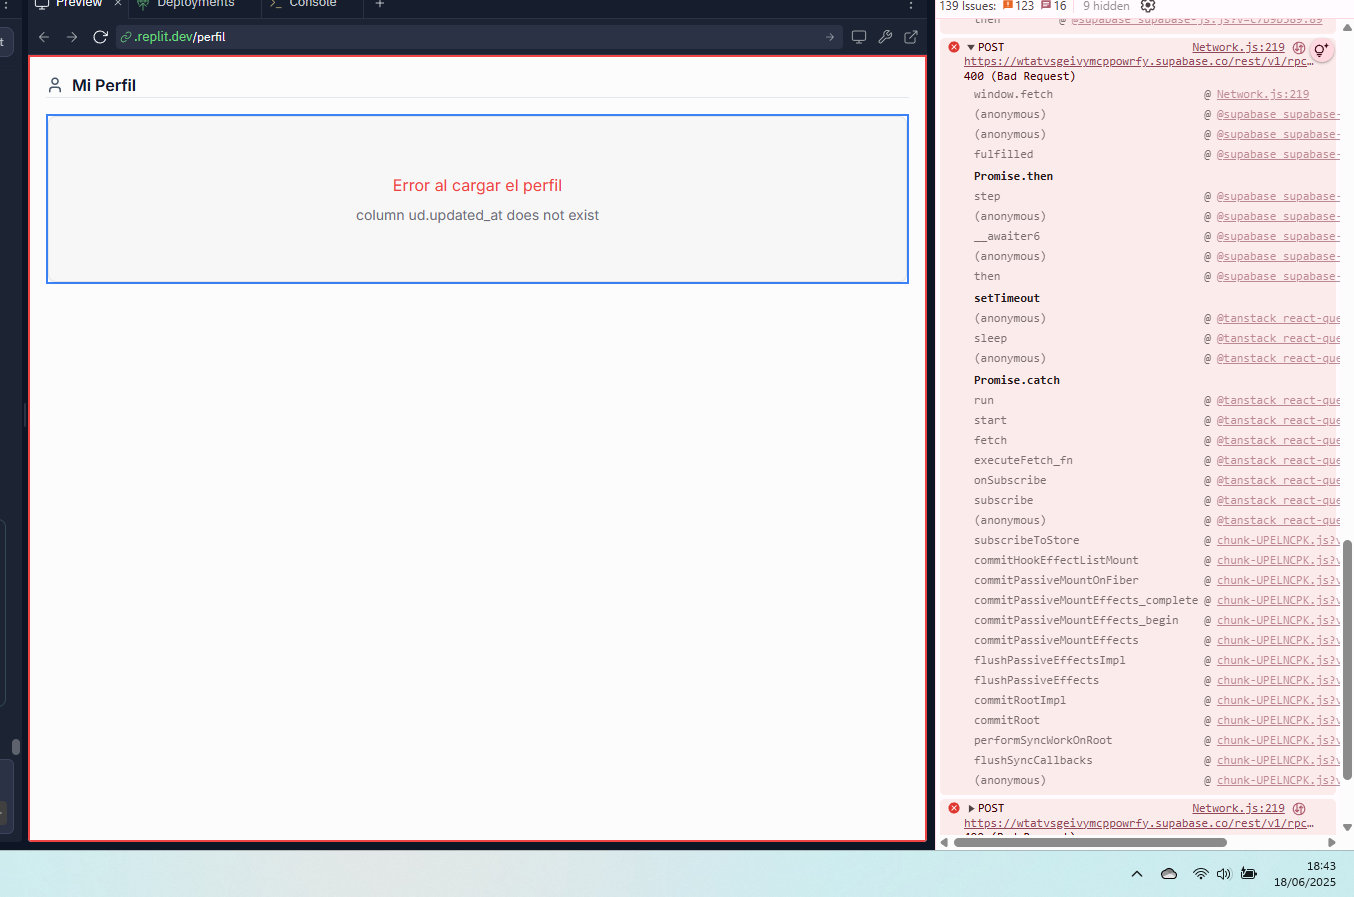 Preview
Deployments
Console
139 Issues: 123 16 9 hidden
.replit.dev/perfil
Mi Perfil
Error al cargar el perfil
column ud.updated_at does not exist
then @
POST Network.js:219
https://wtatvsgeivymcppowrfy.supabase.co/rest/v1/rpc…
400 (Bad Request)
window.fetch @ Network.js:219
(anonymous) @ @supabase_supabase-
(anonymous) @ @supabase_supabase-
fulfilled @ @supabase_supabase-
Promise.then
step @ @supabase_supabase-
(anonymous) @ @supabase_supabase-
__awaiter6 @ @supabase_supabase-
(anonymous) @ @supabase_supabase-
then @ @supabase_supabase-
setTimeout
(anonymous) @ @tanstack_react-que
sleep @ @tanstack_react-que
(anonymous) @ @tanstack_react-que
Promise.catch
run @ @tanstack_react-que
start @ @tanstack_react-que
fetch @ @tanstack_react-que
executeFetch_fn @ @tanstack_react-que
onSubscribe @ @tanstack_react-que
subscribe @ @tanstack_react-que
(anonymous) @ @tanstack_react-que
subscribeToStore @ chunk-UPELNCPK.js?v
commitHookEffectListMount @ chunk-UPELNCPK.js?v
commitPassiveMountOnFiber @ chunk-UPELNCPK.js?v
commitPassiveMountEffects_complete @ chunk-UPELNCPK.js?v
commitPassiveMountEffects_begin @ chunk-UPELNCPK.js?v
commitPassiveMountEffects @ chunk-UPELNCPK.js?v
flushPassiveEffectsImpl @ chunk-UPELNCPK.js?v
flushPassiveEffects @ chunk-UPELNCPK.js?v
commitRootImpl @ chunk-UPELNCPK.js?v
commitRoot @ chunk-UPELNCPK.js?v
performSyncWorkOnRoot @ chunk-UPELNCPK.js?v
flushSyncCallbacks @ chunk-UPELNCPK.js?v
(anonymous) @ chunk-UPELNCPK.js?v
POST Network.js:219
https://wtatvsgeivymcppowrfy.supabase.co/rest/v1/rpc…
18:43
18/06/2025